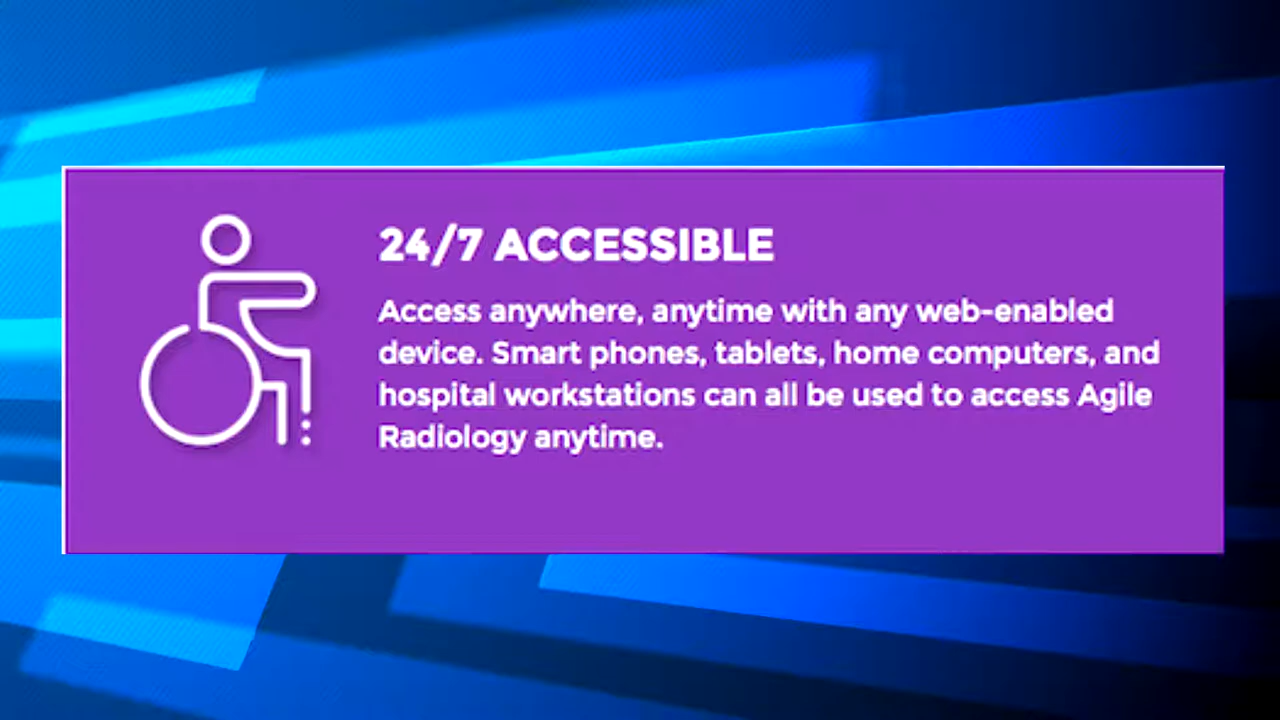 24/7 ACCESSIBLE
Access anywhere, anytime with any web-enabled
device. Smart phones, tablets, home computers, and
hospital workstations can all be used to access Agile
Radiology anytime.